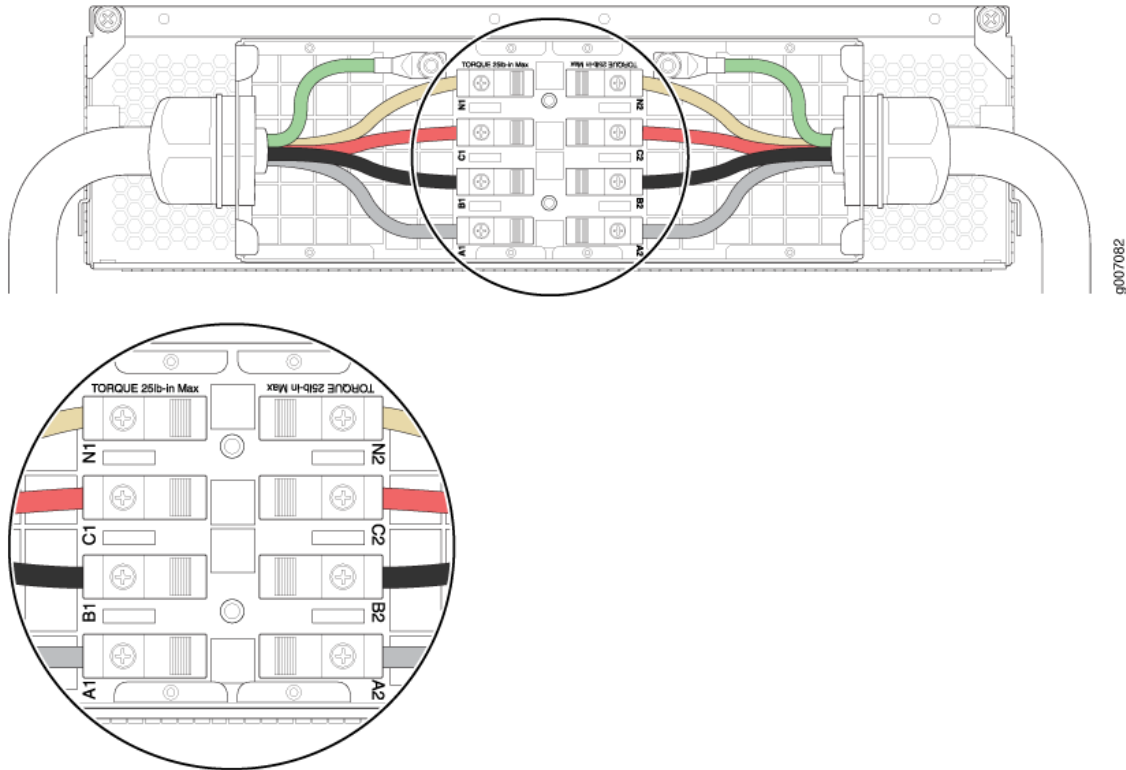 TORQUE 25lb-in Max
TORQUE 25lb-in Max
N1
N2
C1
C2
B1
B2
A1
A2
g007082
TORQUE 25lb-in Max
TORQUE 25lb-in Max
N1
N2
C1
C2
B1
B2
A1
A2